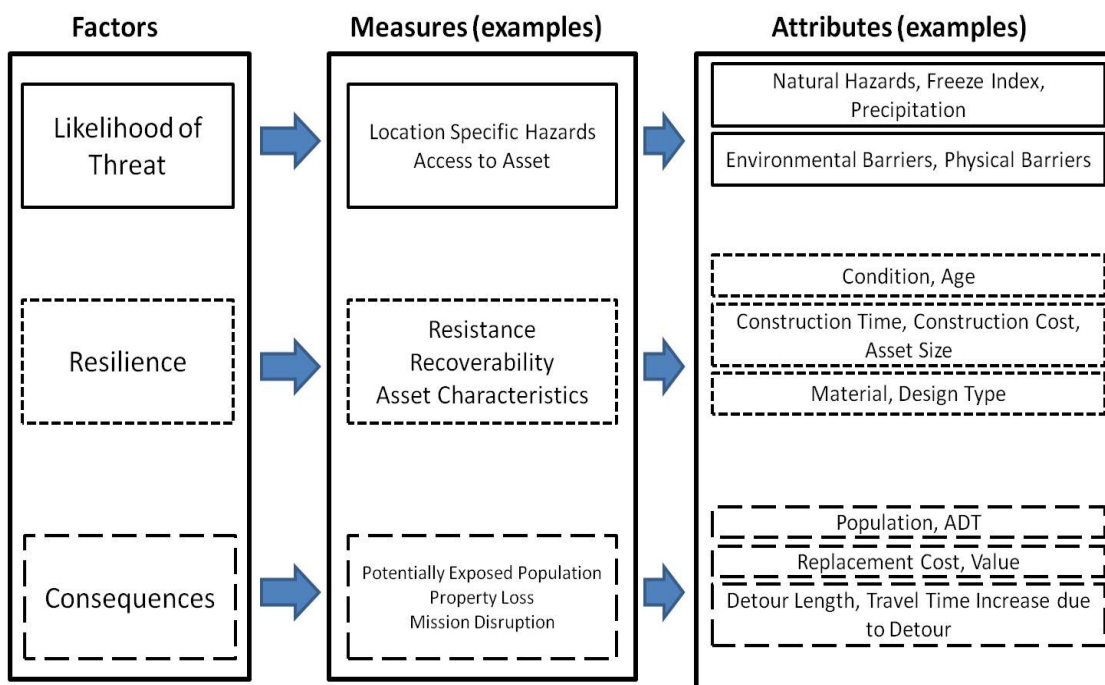 Factors
Measures (examples)
Attributes (examples)
Likelihood of
Threat
Location Specific Hazards
Access to Asset
Natural Hazards, Freeze Index,
Precipitation
Environmental Barriers, Physical Barriers
Resilience
Resistance
Recoverability
Asset Characteristics
Condition, Age
Construction Time, Construction Cost,
Asset Size
Material, Design Type
Consequences
Potentially Exposed Population
Property Loss
Mission Disruption
Population, ADT
Replacement Cost, Value
Detour Length, Travel Time Increase due
to Detour